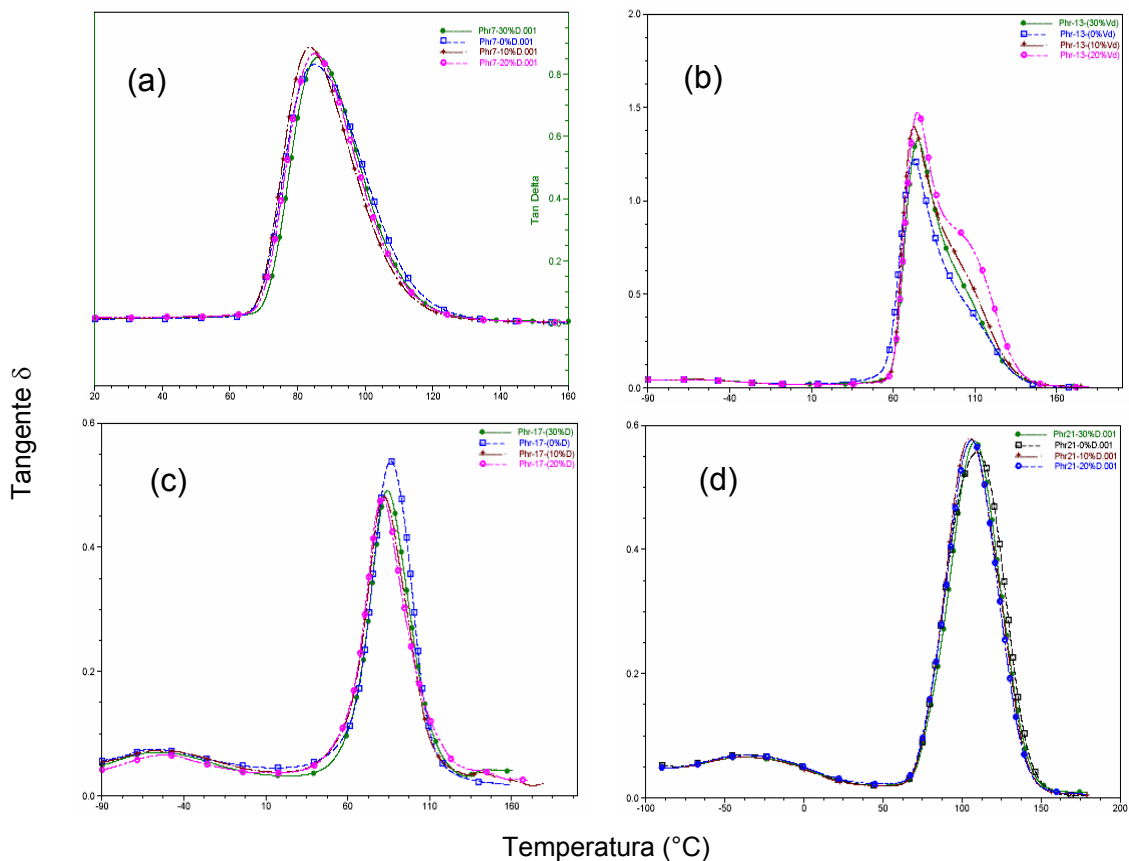 (a)
Phr7-30%D.001
Phr7-0%D.001
Phr7-10%D.001
Phr7-20%D.001
0.8
0.6
0.4
0.2
0
Tan Delta
20 40 60 80 100 120 140 160
(b)
Phr-13-(30%Vd)
Phr-13-(0%Vd)
Phr-13-(10%Vd)
Phr-13-(20%Vd)
2.0
1.5
1.0
0.5
0.0
-90 -40 10 60 110 160
Tangente δ
(c)
Phr-17-(30%D)
Phr-17-(0%D)
Phr-17-(10%D)
Phr-17-(20%D)
0.6
0.4
0.2
0.0
-90 -40 10 60 110 160
(d)
Phr21-30%D.001
Phr21-0%D.001
Phr21-10%D.001
Phr21-20%D.001
0.6
0.4
0.2
0.0
-100 -50 0 50 100 150 200
Temperatura (°C)